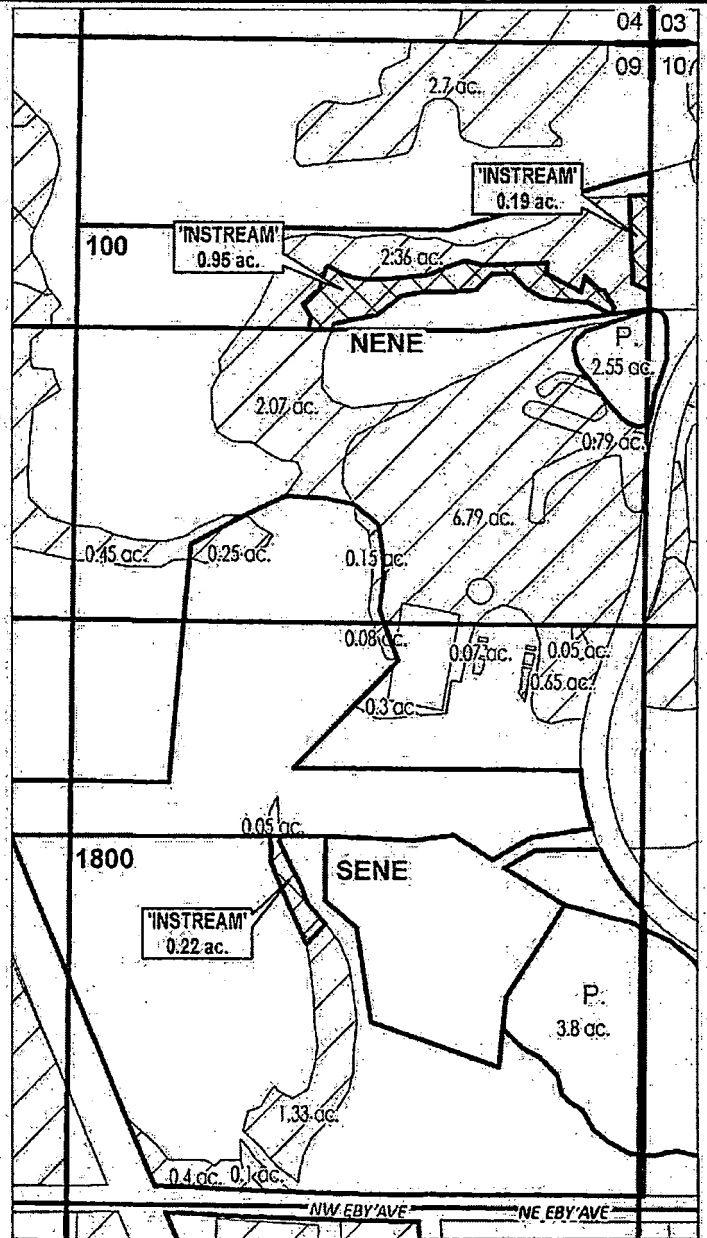 04 03
09 10
2.7 ac.
'INSTREAM'
0.19 ac.
100
'INSTREAM'
0.95 ac.
2.36 ac.
NENE
P.
2.55 ac.
2.07 ac.
0.79 ac.
6.79 ac.
0.45 ac.
0.25 ac.
0.15 ac.
0.08 ac.
0.07 ac.
0.05 ac.
0.65 ac.
0.3 ac.
0.05 ac.
1800
SENE
'INSTREAM'
0.22 ac.
P.
3.8 ac.
1.33 ac.
0.4 ac.
0.1 ac.
NW EBY AVE
NE EBY AVE